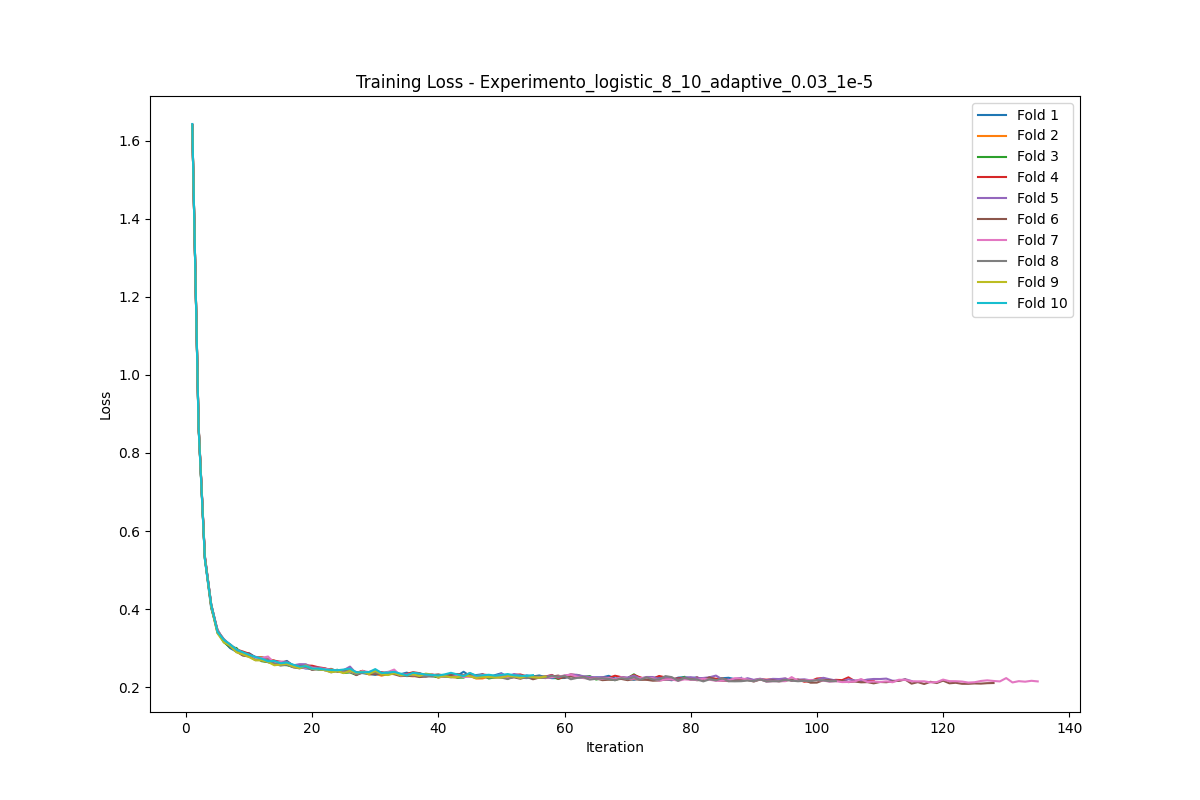 Training Loss - Experimento_logistic_8_10_adaptive_0.03_1e-5
Loss
1.6
1.4
1.2
1.0
0.8
0.6
0.4
0.2
Fold 1
Fold 2
Fold 3
Fold 4
Fold 5
Fold 6
Fold 7
Fold 8
Fold 9
Fold 10
0 20 40 60 80 100 120 140
Iteration